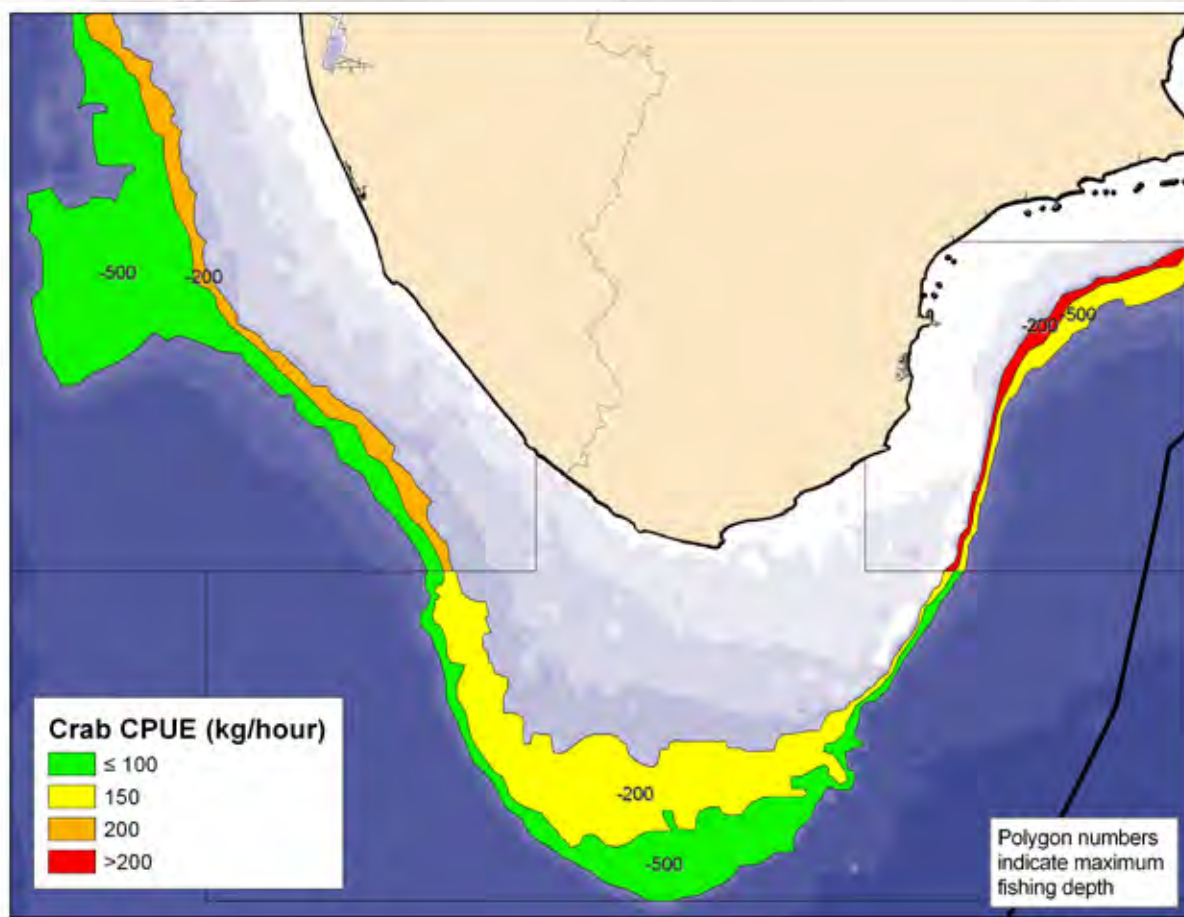 -500
-200
-500
-200
-200
-500
Crab CPUE (kg/hour)
≤ 100
150
200
>200
Polygon numbers
indicate maximum
fishing depth